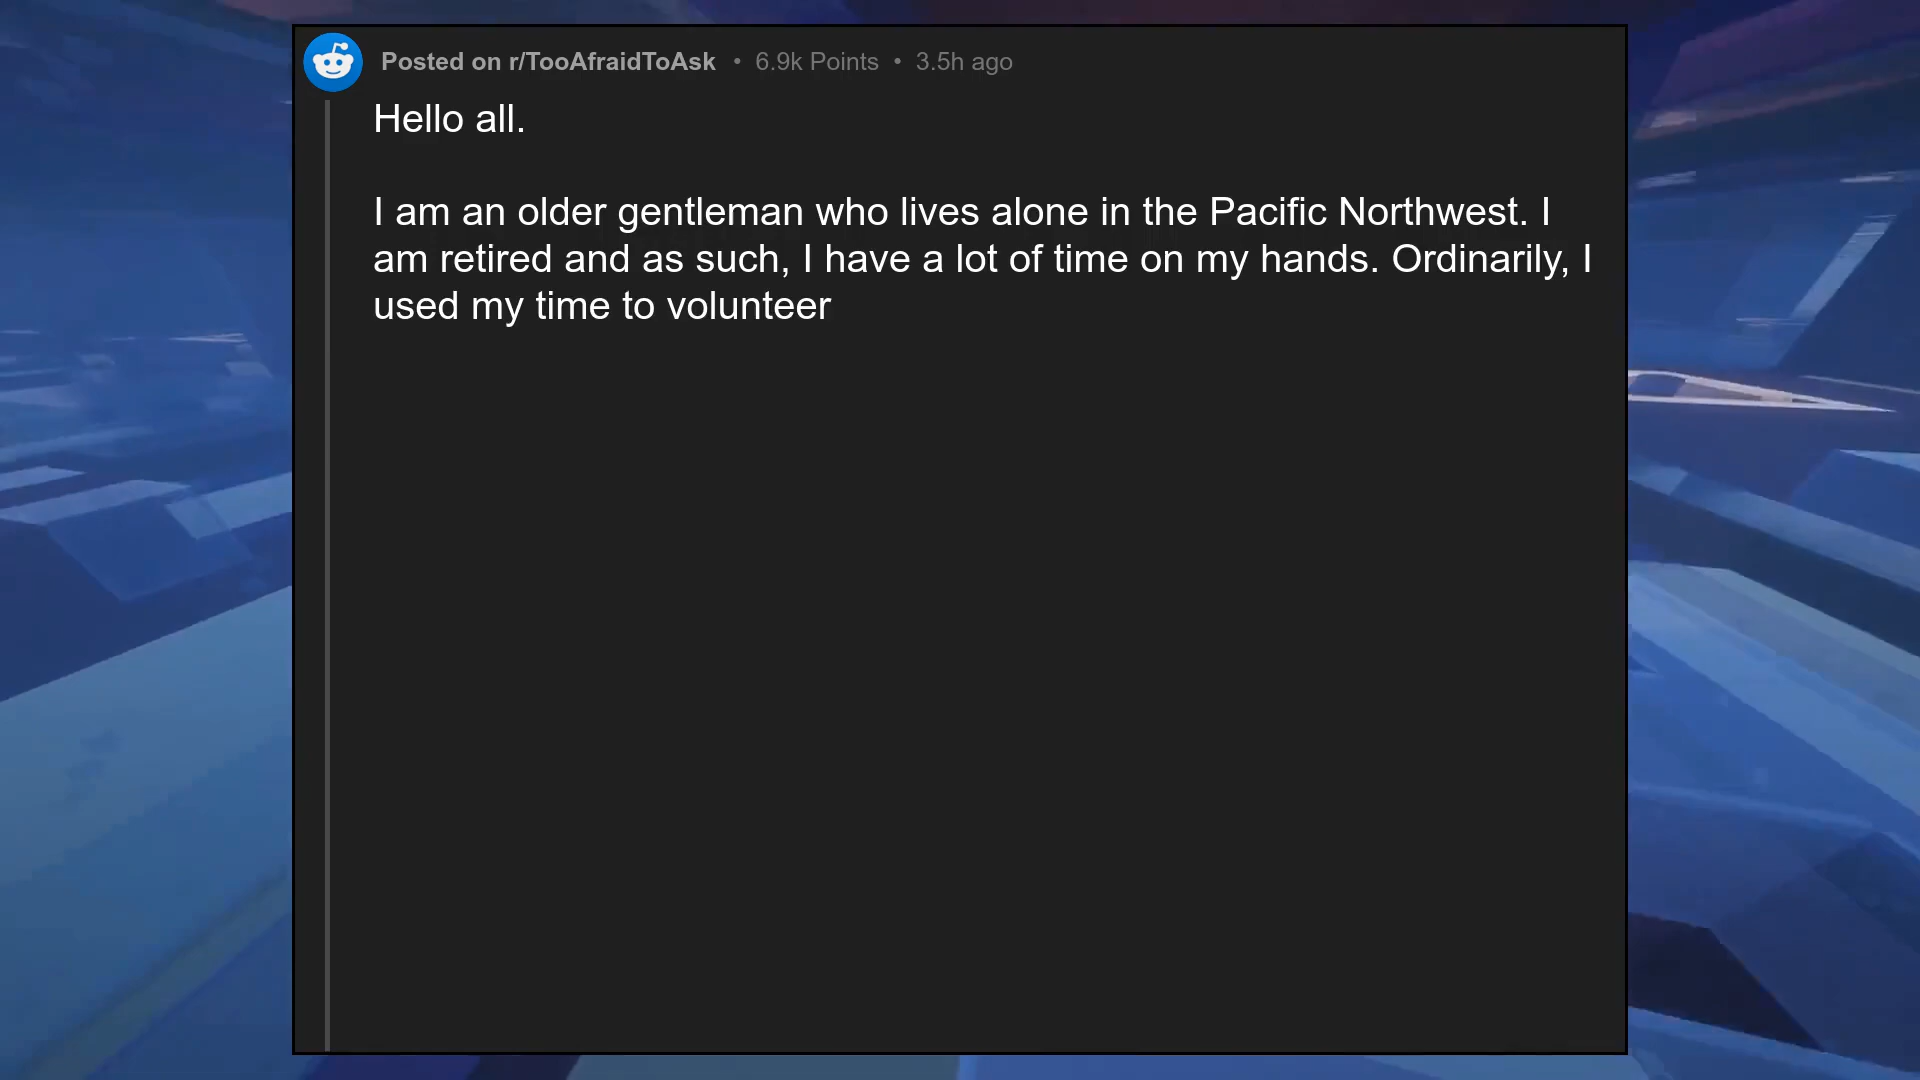 Posted on r/TooAfraidToAsk • 6.9k Points • 3.5h ago
Hello all.
I am an older gentleman who lives alone in the Pacific Northwest. I
am retired and as such, I have a lot of time on my hands. Ordinarily, I
used my time to volunteer